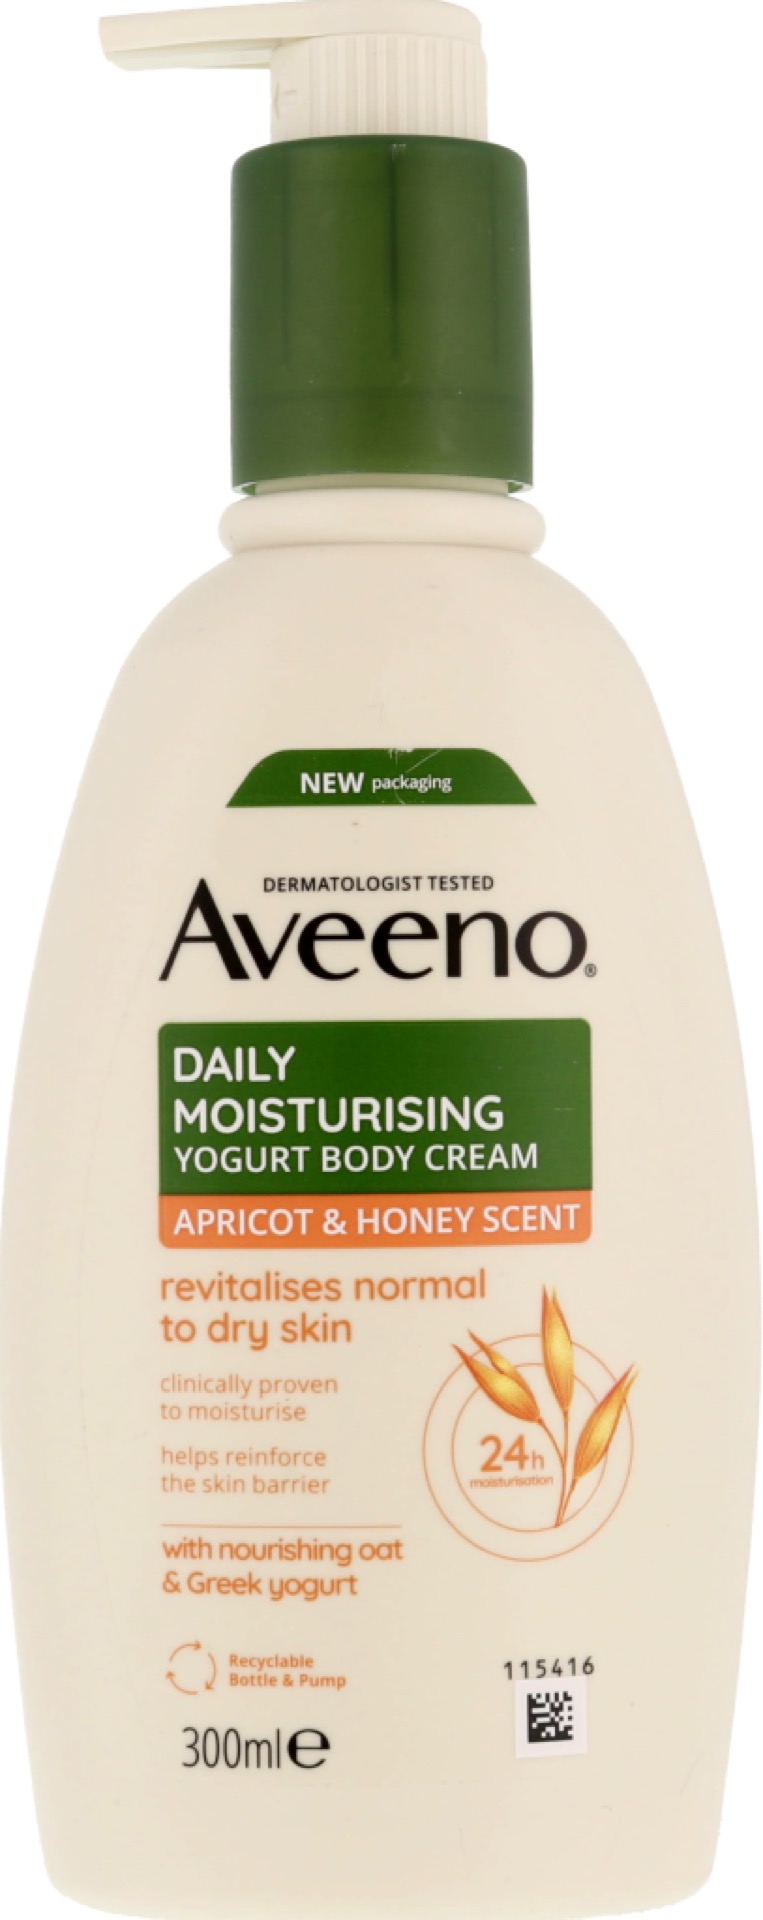 NEW packaging
DERMATOLOGIST TESTED
Aveeno®
DAILY
MOISTURISING
YOGURT BODY CREAM
APRICOT & HONEY SCENT
revitalises normal
to dry skin
clinically proven
to moisturise
helps reinforce
the skin barrier
24h
moisturisation
with nourishing oat
& Greek yogurt
Recyclable
Bottle & Pump
115416
300ml e